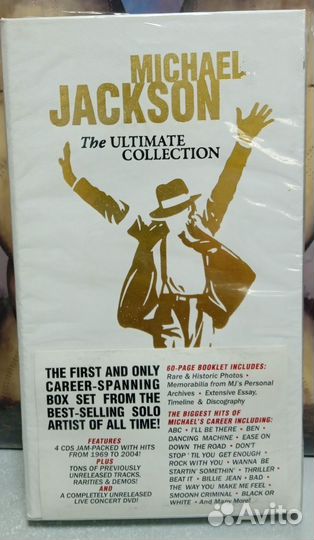 MICHAEL
JACKSON
The ULTIMATE
COLLECTION
THE FIRST AND ONLY
CAREER-SPANNING
BOX SET FROM THE
BEST-SELLING SOLO
ARTIST OF ALL TIME!
FEATURES
4 CDS JAM-PACKED WITH HITS
FROM 1969 TO 2004!
PLUS
TONS OF PREVIOUSLY
UNRELEASED TRACKS,
RARITIES & DEMOS!
AND
A COMPLETELY UNRELEASED
LIVE CONCERT DVD!
60-PAGE BOOKLET INCLUDES:
Rare & Historic Photos •
Memorabilia from MJ's Personal
Archives • Extensive Essay,
Timeline & Discography
THE BIGGEST HITS OF
MICHAEL'S CAREER INCLUDING:
ABC • I'LL BE THERE • BEN •
DANCING MACHINE • EASE ON
DOWN THE ROAD • DON'T
STOP 'TIL YOU GET ENOUGH •
ROCK WITH YOU • WANNA BE
STARTIN' SOMETHIN' • THRILLER •
BEAT IT • BILLIE JEAN • BAD •
THE WAY YOU MAKE ME FEEL •
SMOONH CRIMINAL • BLACK OR
WHITE • And Many More!
Avito